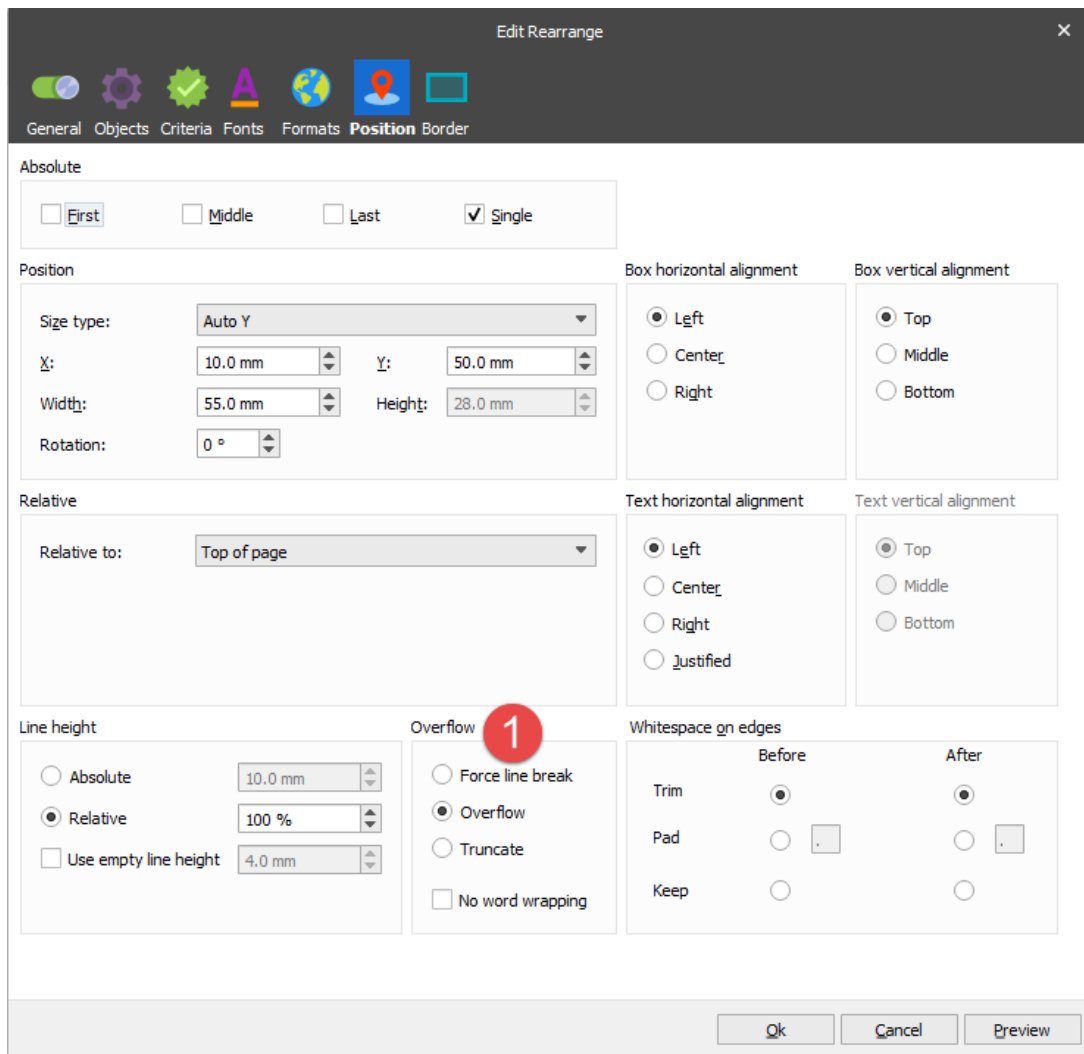 Edit Rearrange
General Objects Criteria Fonts Formats Position Border
Absolute
First Middle Last Single
Position
Size type: Auto Y
X: 10.0 mm Y: 50.0 mm
Width: 55.0 mm Height: 28.0 mm
Rotation: 0 °
Box horizontal alignment
Left
Center
Right
Box vertical alignment
Top
Middle
Bottom
Relative
Relative to: Top of page
Text horizontal alignment
Left
Center
Right
Justified
Text vertical alignment
Top
Middle
Bottom
Line height
Absolute 10.0 mm
Relative 100 %
Use empty line height 4.0 mm
Overflow 1
Force line break
Overflow
Truncate
No word wrapping
Whitespace on edges
Before After
Trim
Pad . .
Keep
Ok Cancel Preview